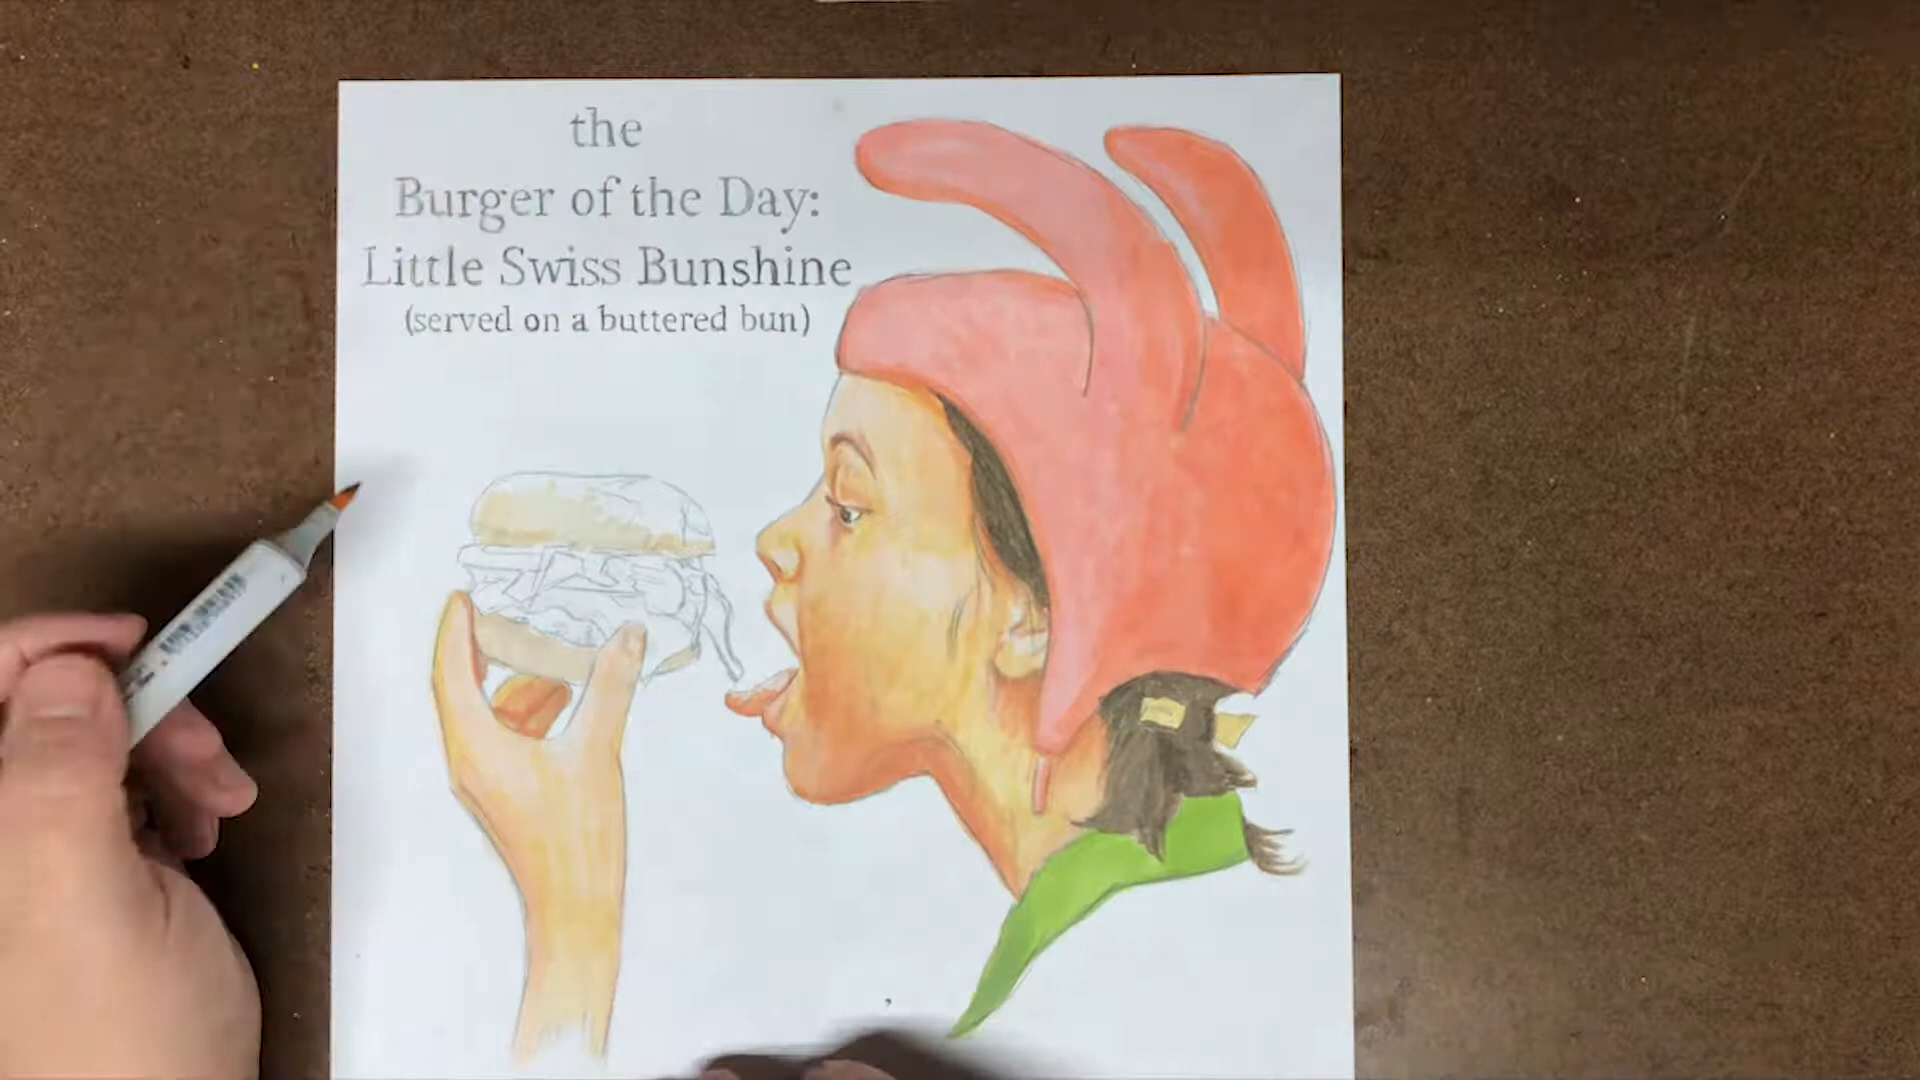 the
Burger of the Day:
Little Swiss Bunshine
(served on a buttered bun)